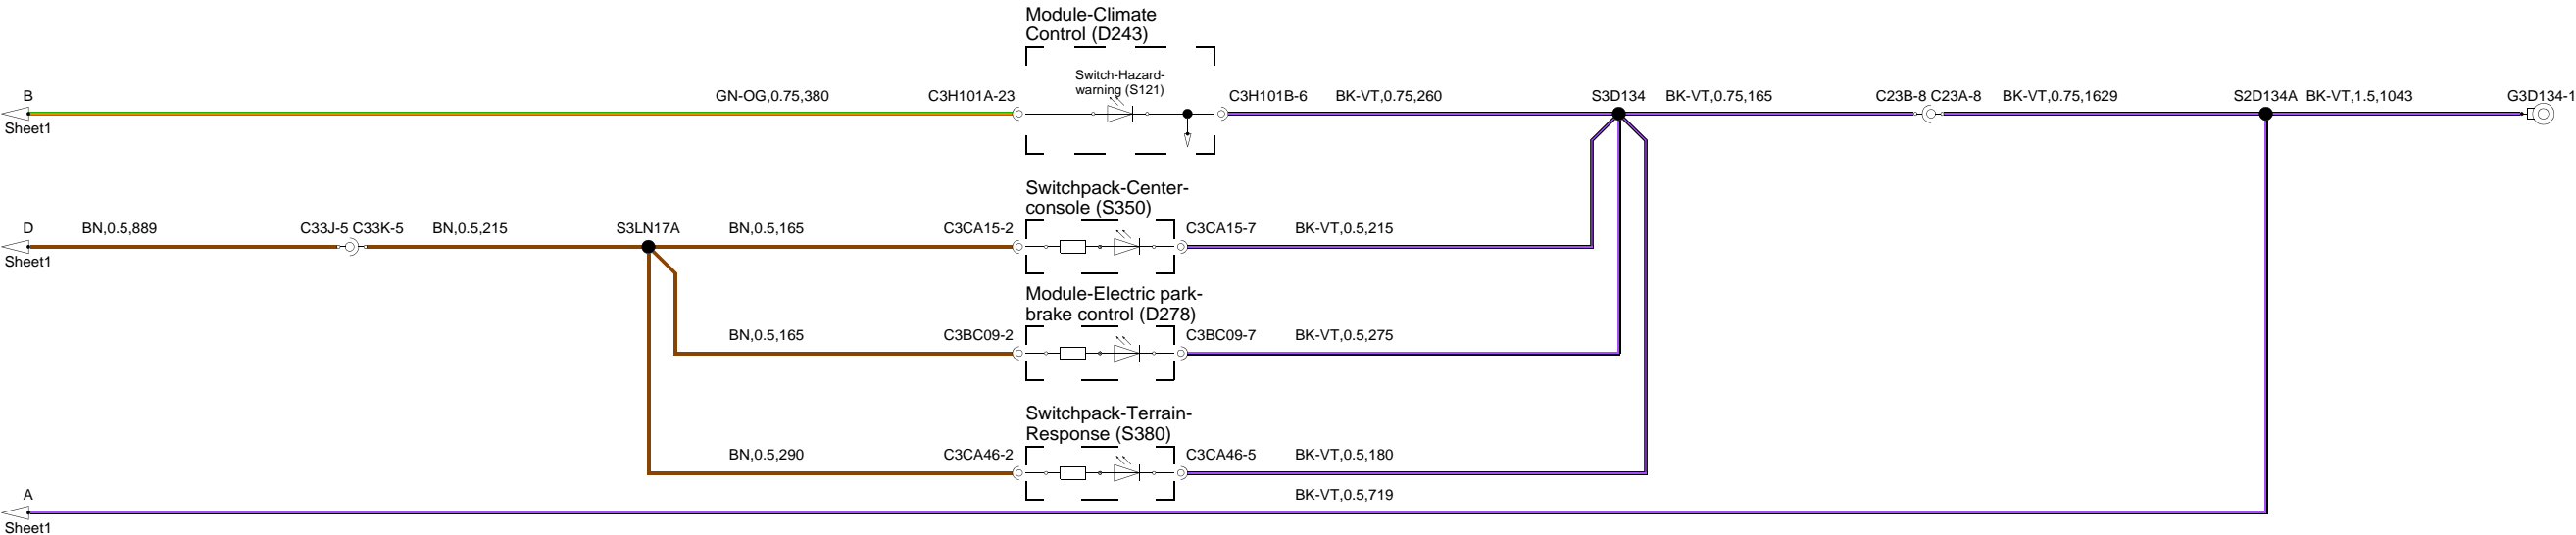 Module-Climate
Control (D243)
Switch-Hazard-
warning (S121)
B
GN-OG,0.75,380
C3H101A-23
C3H101B-6
BK-VT,0.75,260
S3D134
BK-VT,0.75,165
C23B-8 C23A-8
BK-VT,0.75,1629
S2D134A
BK-VT,1.5,1043
G3D134-1
Sheet1
Switchpack-Center-
console (S350)
D
BN,0.5,889
C33J-5 C33K-5
BN,0.5,215
S3LN17A
BN,0.5,165
C3CA15-2
C3CA15-7
BK-VT,0.5,215
Sheet1
Module-Electric park-
brake control (D278)
BN,0.5,165
C3BC09-2
C3BC09-7
BK-VT,0.5,275
Switchpack-Terrain-
Response (S380)
BN,0.5,290
C3CA46-2
C3CA46-5
BK-VT,0.5,180
A
BK-VT,0.5,719
Sheet1